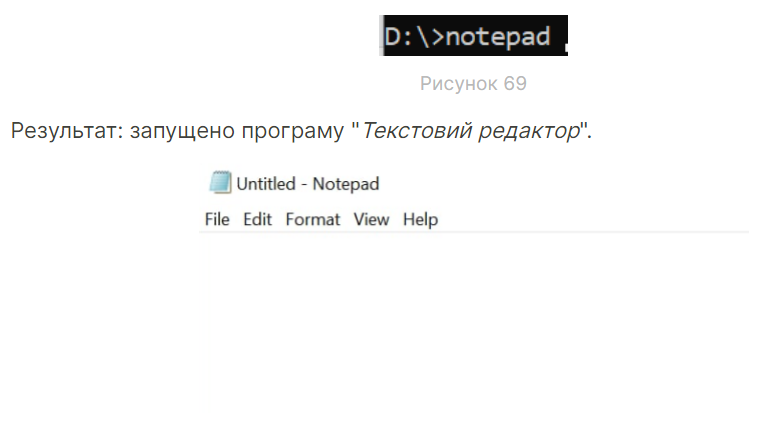 D:\>notepad
Рисунок 69
Результат: запущено програму "Текстовий редактор".
Untitled - Notepad
File Edit Format View Help